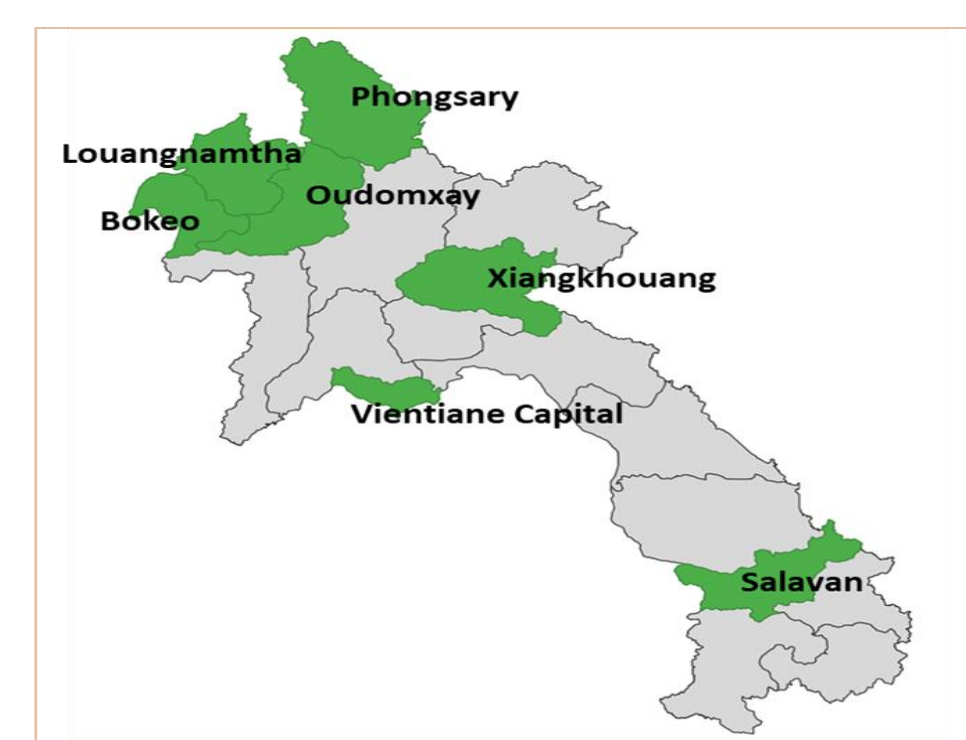 Phongsary
Louangnamtha
Oudomxay
Bokeo
Xiangkhouang
Vientiane Capital
Salavan